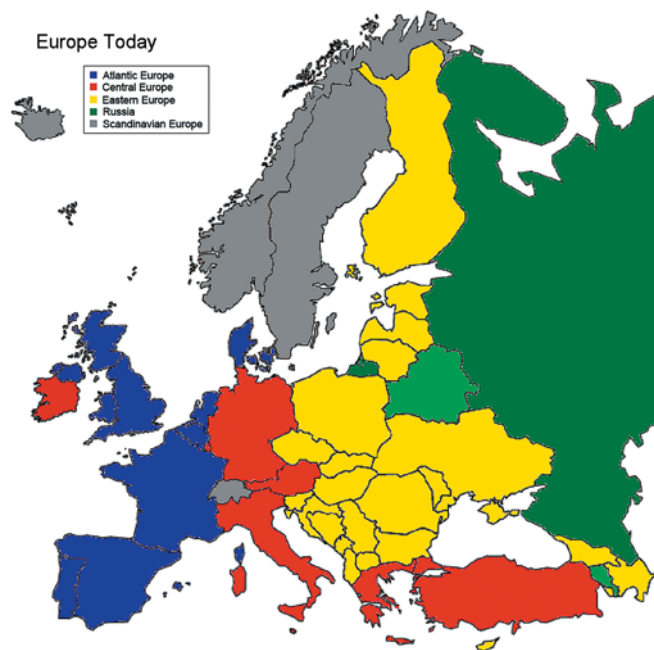 Europe Today
Atlantic Europe
Central Europe
Eastern Europe
Russia
Scandinavian Europe